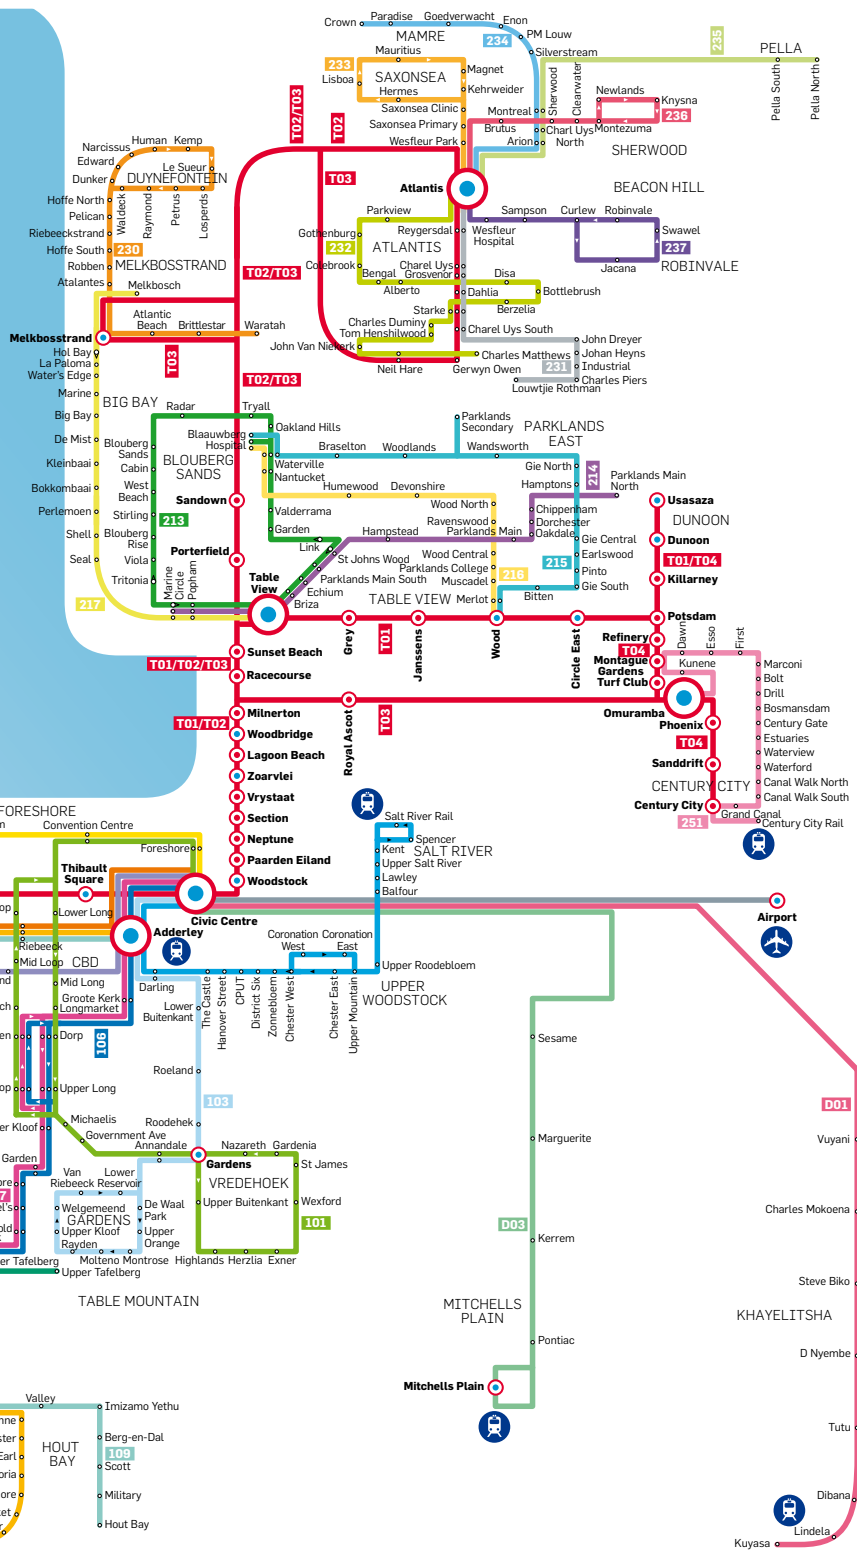 Crown
Paradise
Goedverwacht
Enon
PM Louw
Silverstream
MAMRE
234
235
PELLA
Mauritius
233
Lisboa
SAXONSEA
Hermes
Magnet
Kehrweider
Saxonsea Clinic
Saxonsea Primary
Wesfleur Park
Montreal
Brutus
Arion
Sherwood
Clearwater
Charl Uys
North
Newlands
Knysna
236
Montezuma
SHERWOOD
Pella South
Pella North
T02/T03
T02
T03
Atlantis
BEACON HILL
Narcissus
Human
Kemp
Edward
Le Sueur
Dunker
DUYNEFONTEIN
Waldeck
Raymond
Petrus
Losperds
Hoffe North
Pelican
Riebeeckstrand
Hoffe South
230
Robben
MELKBOSSTRAND
Atalantes
Melkbosch
Atlantic
Beach
Brittlestar
Waratah
Melkbosstrand
T03
T02/T03
T02/T03
Parkview
Gothenburg
232
ATLANTIS
Colebrook
Reygersdal
Wesfleur
Hospital
Sampson
Curlew
Robinvale
Swawel
237
ROBINVALE
Jacana
Charel Uys
Grosvenor
Bengal
Alberto
Disa
Dahlia
Bottlebrush
Berzelia
Starke
Charles Duminy
Tom Henshilwood
Charel Uys South
John Van Niekerk
Charles Matthews
Neil Hare
Gerwyn Owen
John Dreyer
Johan Heyns
231
Industrial
Charles Piers
Louwtjie Rothman
Hol Bay
La Paloma
Water's Edge
Marine
Big Bay
De Mist
Kleinbaai
Bokkombaai
Perlemoen
Shell
Seal
217
BIG BAY
Radar
Tryall
Oakland Hills
Blaauwberg
Hospital
Blouberg
Sands
Cabin
West
Beach
Stirling
213
Blouberg
Rise
Viola
Tritonia
BLOUBERG
SANDS
Waterville
Nantucket
Valderrama
Garden
Link
Sandown
Porterfield
Table
View
Marine
Circle
Popham
Braselton
Woodlands
Wandsworth
Parklands
Secondary
PARKLANDS
EAST
Gie North
Hamptons
214
Parklands Main
North
Humewood
Devonshire
Wood North
Ravenswood
Hampstead
Parklands Main
Chippenham
Dorchester
Oakdale
St Johns Wood
Parklands Main South
Echium
Briza
Wood Central
Parklands College
216
Muscadel
Merlot
TABLE VIEW
215
Gie Central
Earlswood
Pinto
Gie South
Bitten
Usasaza
DUNOON
Dunoon
T01/T04
Killarney
Potsdam
Refinery
T04
Montague
Gardens
Turf Club
Omuramba
Phoenix
T04
Sanddrift
CENTURY CITY
Century City
251
Dawn
Esso
First
Kunene
Marconi
Bolt
Drill
Bosmansdam
Century Gate
Estuaries
Waterview
Waterford
Canal Walk North
Canal Walk South
Grand Canal
Century City Rail
Grey
T01
Janssens
Wood
Circle East
Sunset Beach
T01/T02/T03
Racecourse
Royal Ascot
T03
Milnerton
T01/T02
Woodbridge
Lagoon Beach
Zoarvlei
Vrystaat
Section
Neptune
Paarden Eiland
Woodstock
FORESHORE
Convention Centre
Foreshore
Thibault
Square
Civic Centre
Adderley
Lower Long
Riebeeck
Mid Loop
CBD
Mid Long
Groote Kerk
Longmarket
106
Dorp
Upper Long
Darling
Lower
Buitenkant
The Castle
Hanover Street
CPUT
District Six
Zonnebloem
Chester West
Chester East
Upper Mountain
Coronation
West
Coronation
East
Salt River Rail
Spencer
Kent
SALT RIVER
Upper Salt River
Lawley
Balfour
Upper Roodebloem
UPPER
WOODSTOCK
Airport
Roeland
103
Michaelis
Roodehek
Government Ave
Annandale
Gardens
Nazareth
Gardenia
St James
VREDEHOEK
Upper Buitenkant
Wexford
101
Highlands
Herzlia
Exner
er Kloof
Garden
Van
Riebeeck
Lower
Reservoir
Welgemeend
GARDENS
Upper Kloof
Rayden
De Waal
Park
Upper
Orange
Molteno
Montrose
er Tafelberg
Upper Tafelberg
TABLE MOUNTAIN
Sesame
Marguerite
D03
Kerrem
MITCHELLS
PLAIN
Pontiac
Mitchells Plain
D01
Vuyani
Charles Mokoena
Steve Biko
KHAYELITSHA
D Nyembe
Tutu
Dibana
Lindela
Kuyasa
Valley
Imizamo Yethu
Berg-en-Dal
109
Scott
Military
Hout Bay
HOUT
BAY